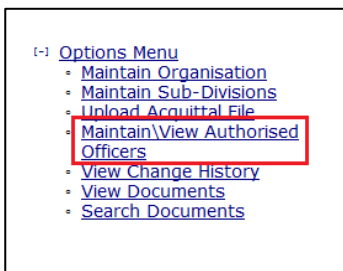 [-] Options Menu
Maintain Organisation
Maintain Sub-Divisions
Upload Acquittal File
Maintain\View Authorised
Officers
View Change History
View Documents
Search Documents